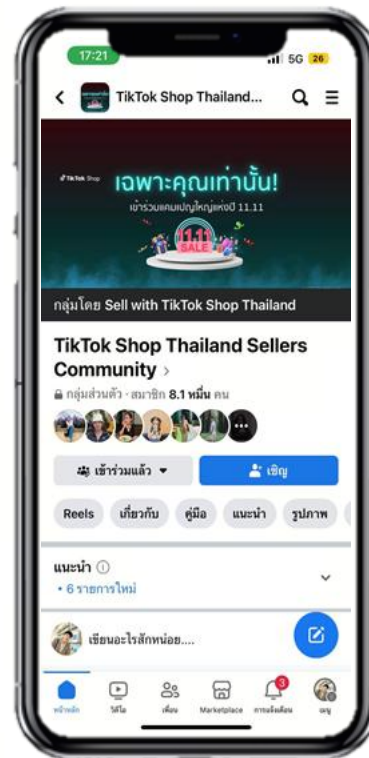 17:21
5G 26
TikTok Shop Thailand...
TikTok Shop
เฉพาะคุณเท่านั้น!
เข้าร่วมแคมเปญใหญ่แห่งปี 11.11
11.11
SALE
กลุ่มโดย Sell with TikTok Shop Thailand
TikTok Shop Thailand Sellers
Community >
กลุ่มส่วนตัว · สมาชิก 8.1 หมื่น คน
เข้าร่วมแล้ว
เชิญ
Reels เกี่ยวกับ คู่มือ แนะนำ รูปภาพ
แนะนำ
• 6 รายการใหม่
เขียนอะไรสักหน่อย....
3
หน้าหลัก วิดีโอ เพื่อน Marketplace การแจ้งเตือน เมนู